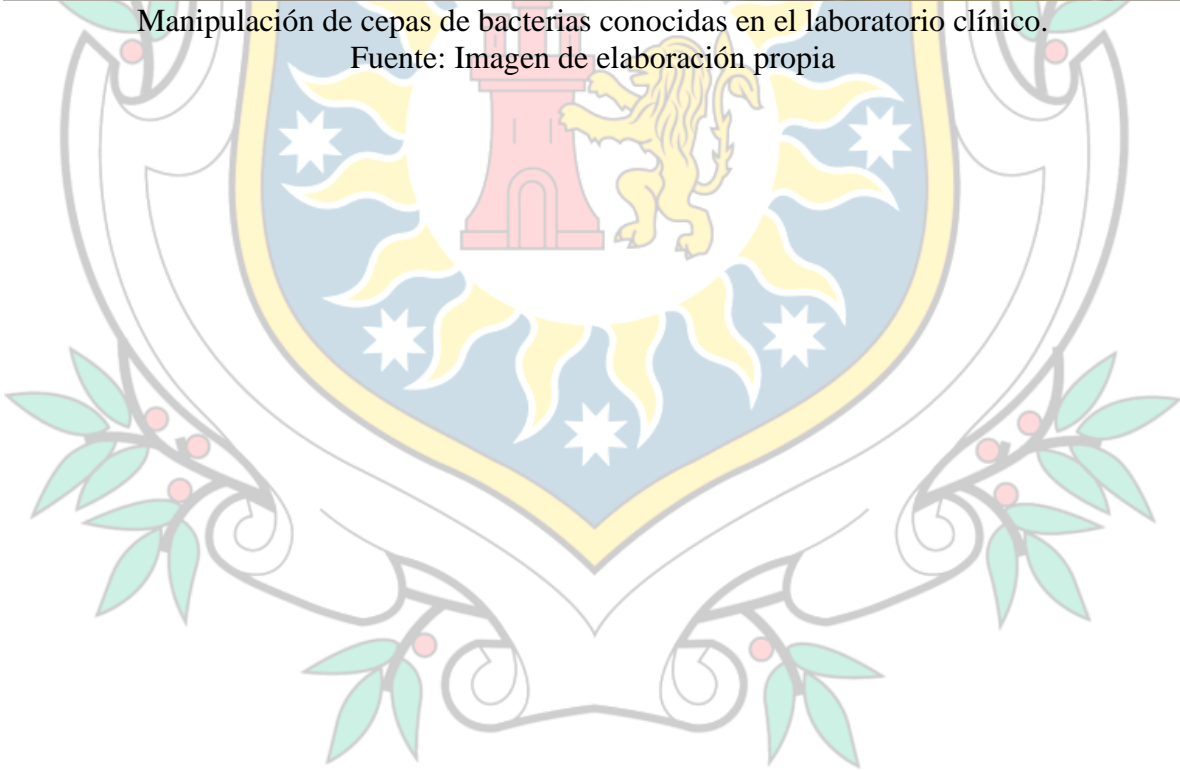 Manipulación de cepas de bacterias conocidas en el laboratorio clínico.
Fuente: Imagen de elaboración propia